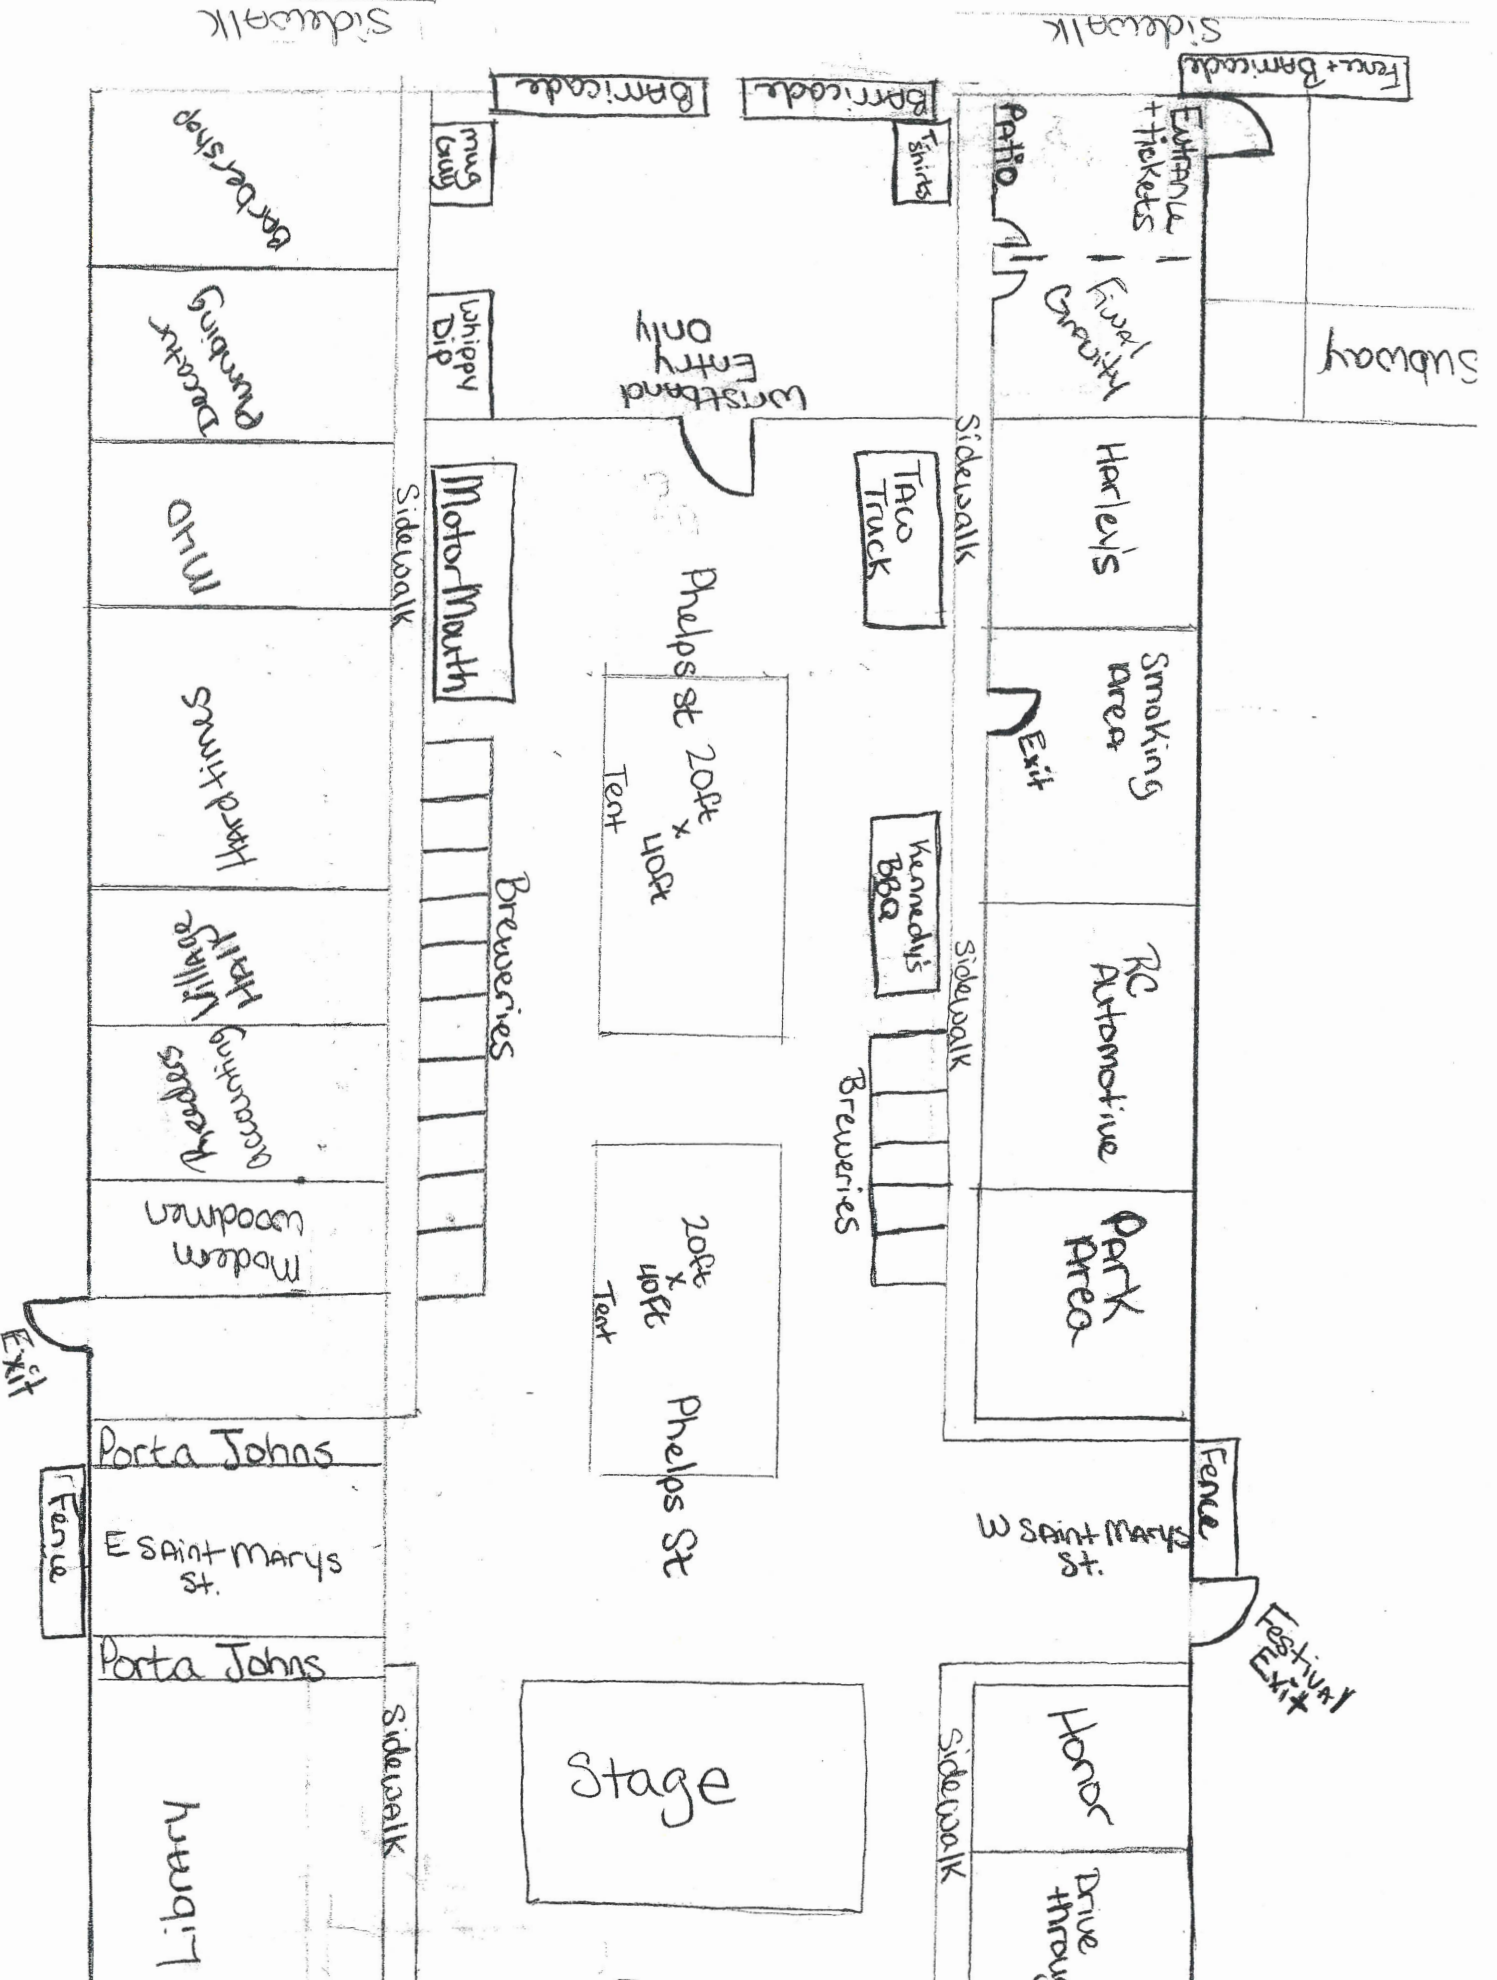 Sidewalk
Sidewalk
Fence + Barricade
Barricade
Barricade
Barbershop
Mug
Guy
T
Shirts
Patio
Entrance
+ tickets
Decatur
Plumbing
Whippy
Dip
Wristband
Entry
Only
Final
Gravity
Subway
MHD
Sidewalk
MotorMouth
Taco
Truck
Sidewalk
Harley's
Phelps St
Hard times
20ft
x
40ft
Tent
Smoking
Area
Exit
Kennedy's
BBQ
Village
Hall
Breweries
Sidewalk
RC
Automotive
Accounting
Breweries
Modern
Woodmen
20ft
x
40ft
Tent
Park
Area
Exit
Phelps St
Porta Johns
Fence
E Saint Marys
St.
W Saint Marys
St.
Fence
Porta Johns
Festival
Exit
Sidewalk
Stage
Sidewalk
Honor
Library
Drive